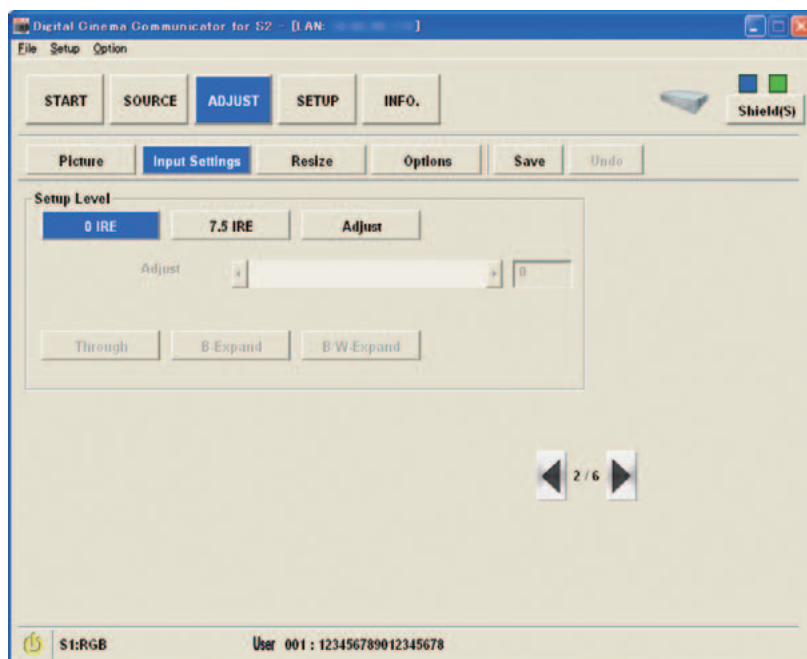 Digital Cinema Communicator for S2 - [LAN: ]
File Setup Option
START SOURCE ADJUST SETUP INFO. Shield(S)
Picture Input Settings Resize Options Save Undo
Setup Level
0 IRE 7.5 IRE Adjust
Adjust 0
Through B-Expand B/W-Expand
2 / 6
S1:RGB User 001 : 123456789012345678